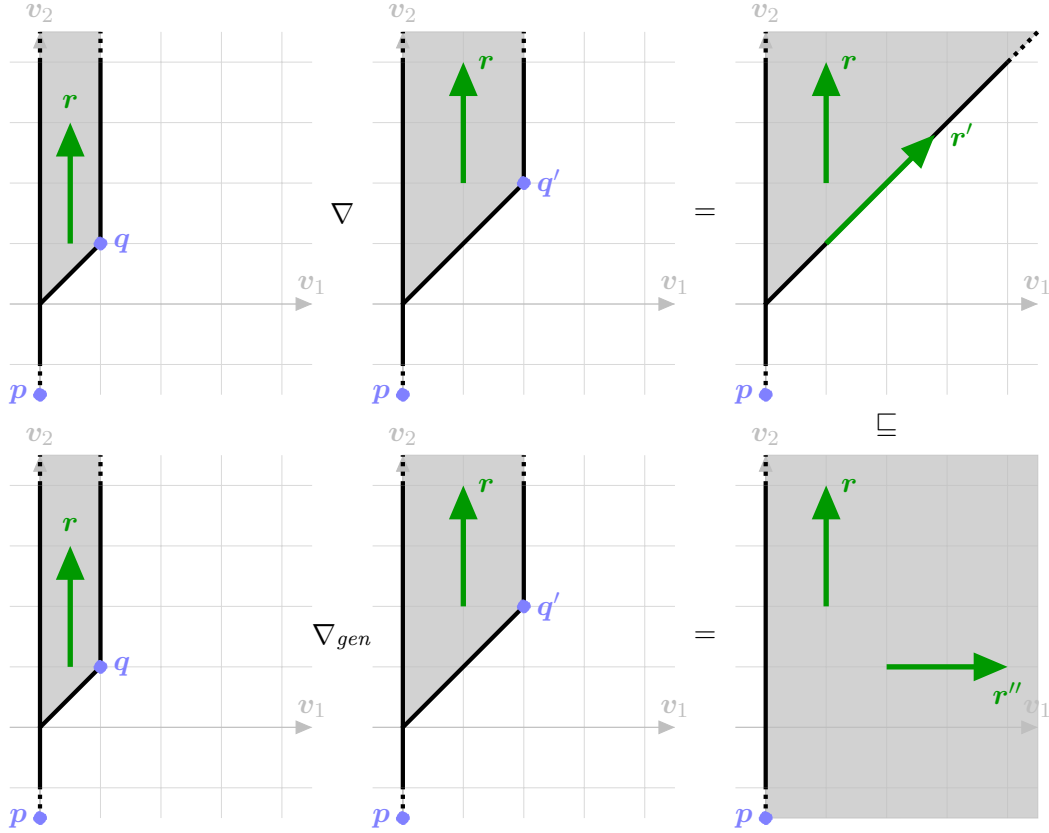 v₂ v₂ v₂
r r
r
r′
q′
∇ =
q
v₁ v₁ v₁
p p p
⊑
v₂ v₂ v₂
r r
r
q′
∇gen =
q
r″
v₁ v₁ v₁
p p p